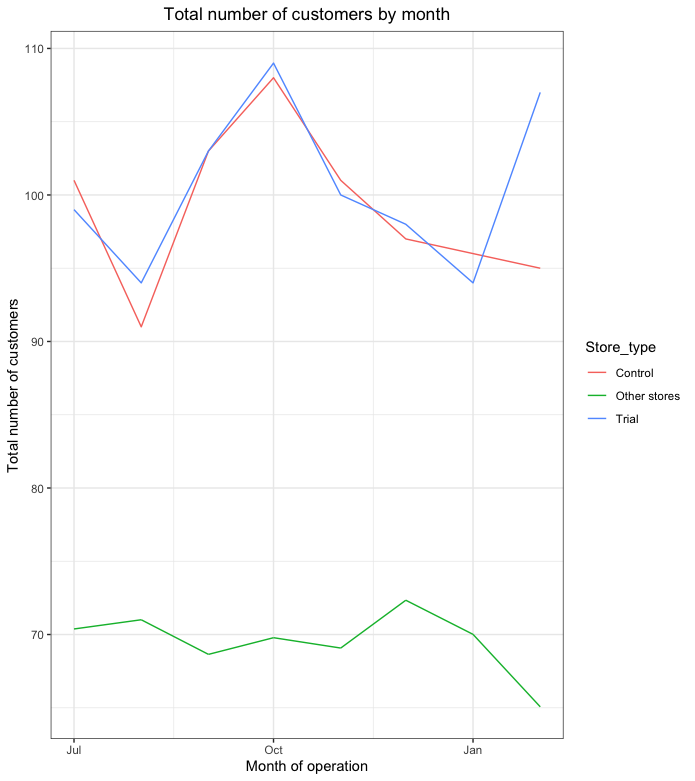 Total number of customers by month
Total number of customers
110
100
90
80
70
Jul
Oct
Jan
Month of operation
Store_type
Control
Other stores
Trial